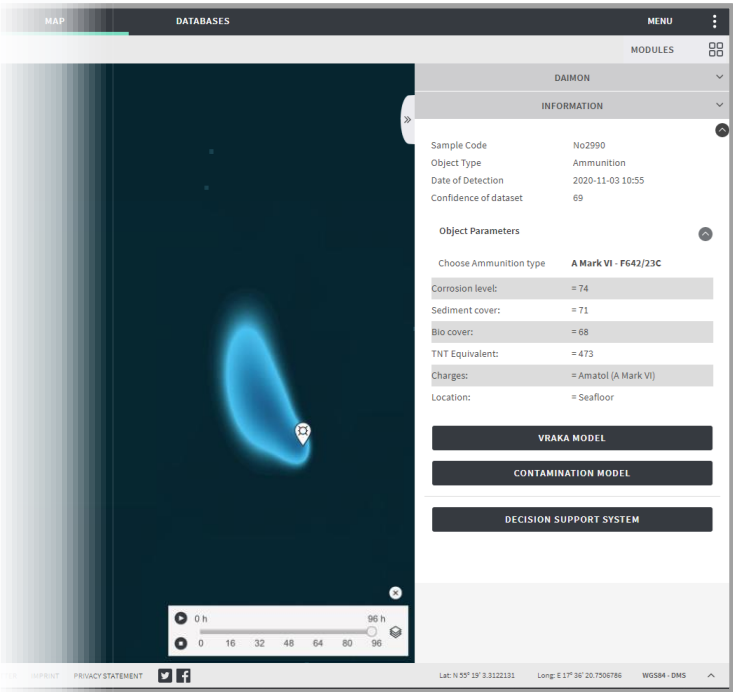 MAP DATABASES MENU
MODULES
DAIMON
INFORMATION
Sample Code No2990
Object Type Ammunition
Date of Detection 2020-11-03 10:55
Confidence of dataset 69
Object Parameters
Choose Ammunition type A Mark VI - F642/23C
Corrosion level: = 74
Sediment cover: = 71
Bio cover: = 68
TNT Equivalent: = 473
Charges: = Amatol (A Mark VI)
Location: = Seafloor
VRAKA MODEL
CONTAMINATION MODEL
DECISION SUPPORT SYSTEM
0 h 96 h
0 16 32 48 64 80 96
IMPRINT PRIVACY STATEMENT Lat: N 55° 19' 3.3122131 Long: E 17° 36' 20.7506786 WGS84 - DMS